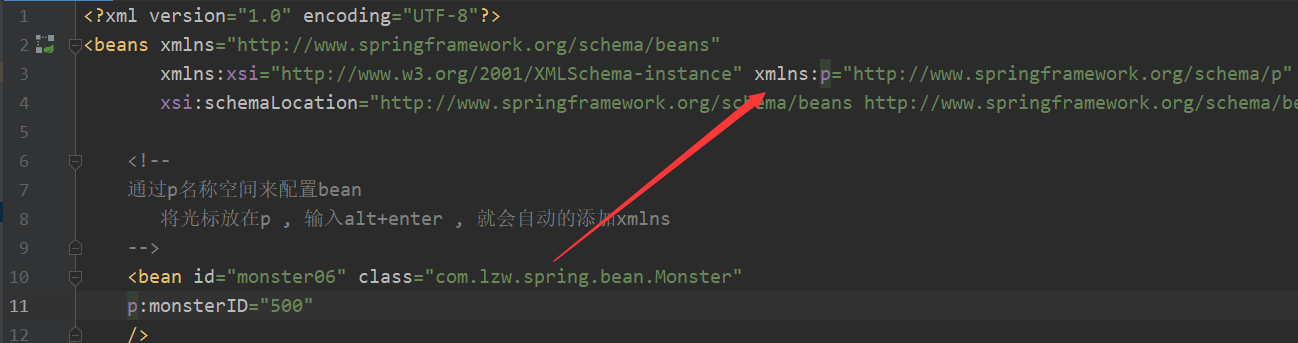 1 <?xml version="1.0" encoding="UTF-8"?>
2 <beans xmlns="http://www.springframework.org/schema/beans"
3 xmlns:xsi="http://www.w3.org/2001/XMLSchema-instance" xmlns:p="http://www.springframework.org/schema/p"
4 xsi:schemaLocation="http://www.springframework.org/schema/beans http://www.springframework.org/schema/be
5
6 <!--
7 通过p名称空间来配置bean
8 将光标放在p , 输入alt+enter , 就会自动的添加xmlns
9 -->
10 <bean id="monster06" class="com.lzw.spring.bean.Monster"
11 p:monsterID="500"
12 />